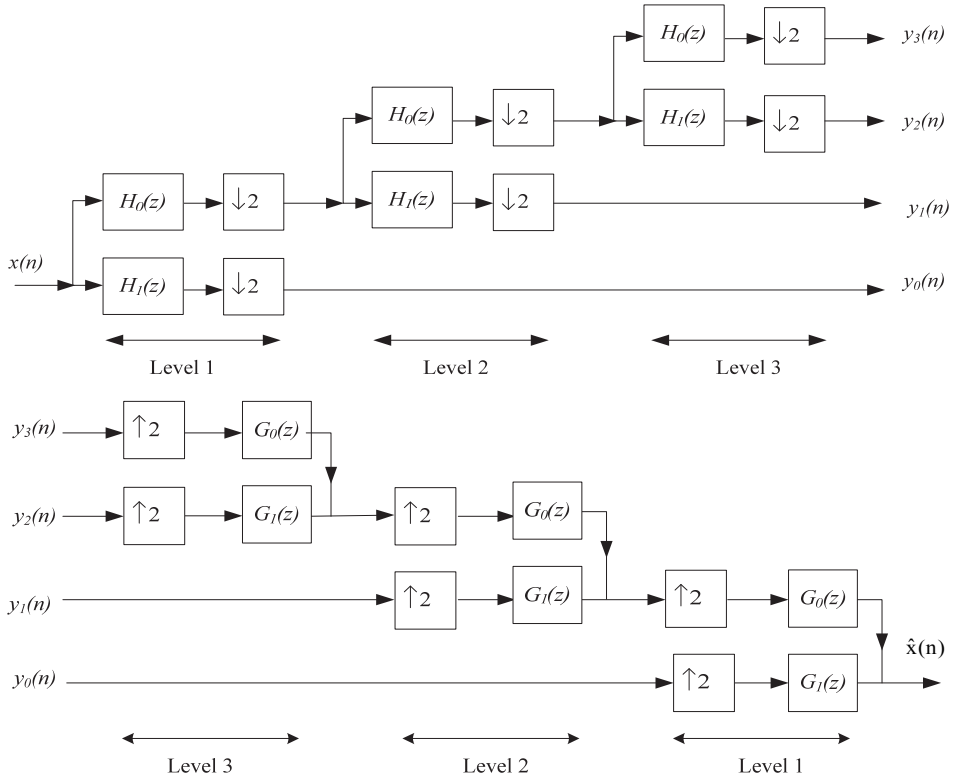 H₀(z) ↓2 y₃(n)
H₀(z) ↓2 H₁(z) ↓2 y₂(n)
H₀(z) ↓2 H₁(z) ↓2 y₁(n)
x(n)
H₁(z) ↓2 y₀(n)
Level 1 Level 2 Level 3
y₃(n) ↑2 G₀(z)
y₂(n) ↑2 G₁(z) ↑2 G₀(z)
y₁(n) ↑2 G₁(z) ↑2 G₀(z)
x̂(n)
y₀(n) ↑2 G₁(z)
Level 3 Level 2 Level 1